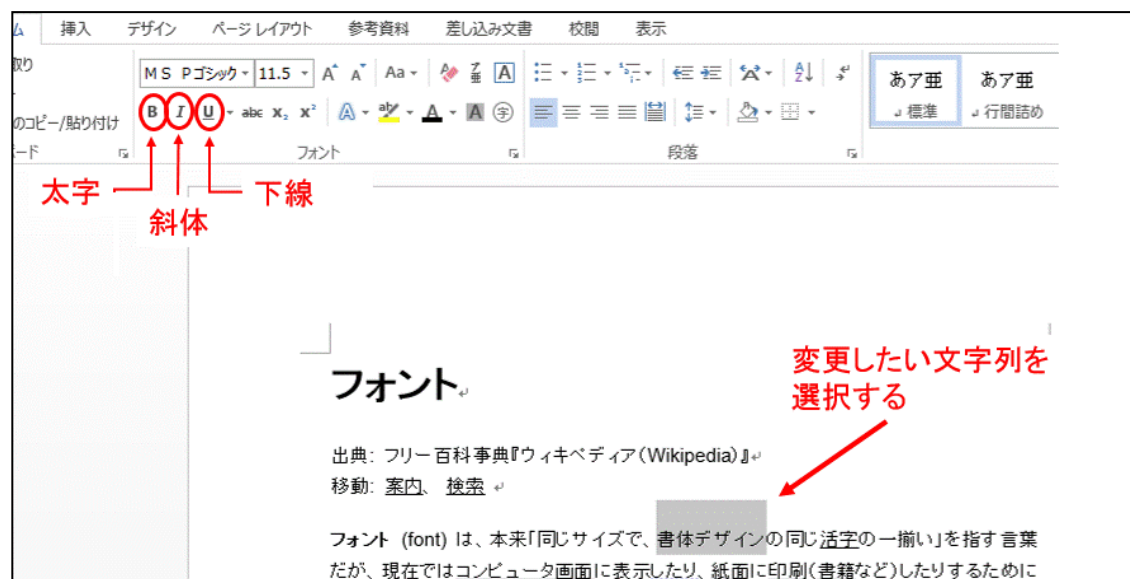 ム 挿入 デザイン ページ レイアウト 参考資料 差し込み文書 校閲 表示
取り
ＭＳ Ｐゴシック 11.5 A A Aa ア亜 A
あア亜 あア亜
のコピー/貼り付け
B I U abc x₂ x² A aby A A 字
標準 行間詰め
ボード フォント 段落
太字 下線
斜体
変更したい文字列を
選択する
フォント
出典: フリー百科事典『ウィキペディア(Wikipedia)』
移動: 案内、 検索
フォント (font) は、本来「同じサイズで、書体デザインの同じ活字の一揃い」を指す言葉
だが、現在ではコンピュータ画面に表示したり、紙面に印刷(書籍など)したりするために